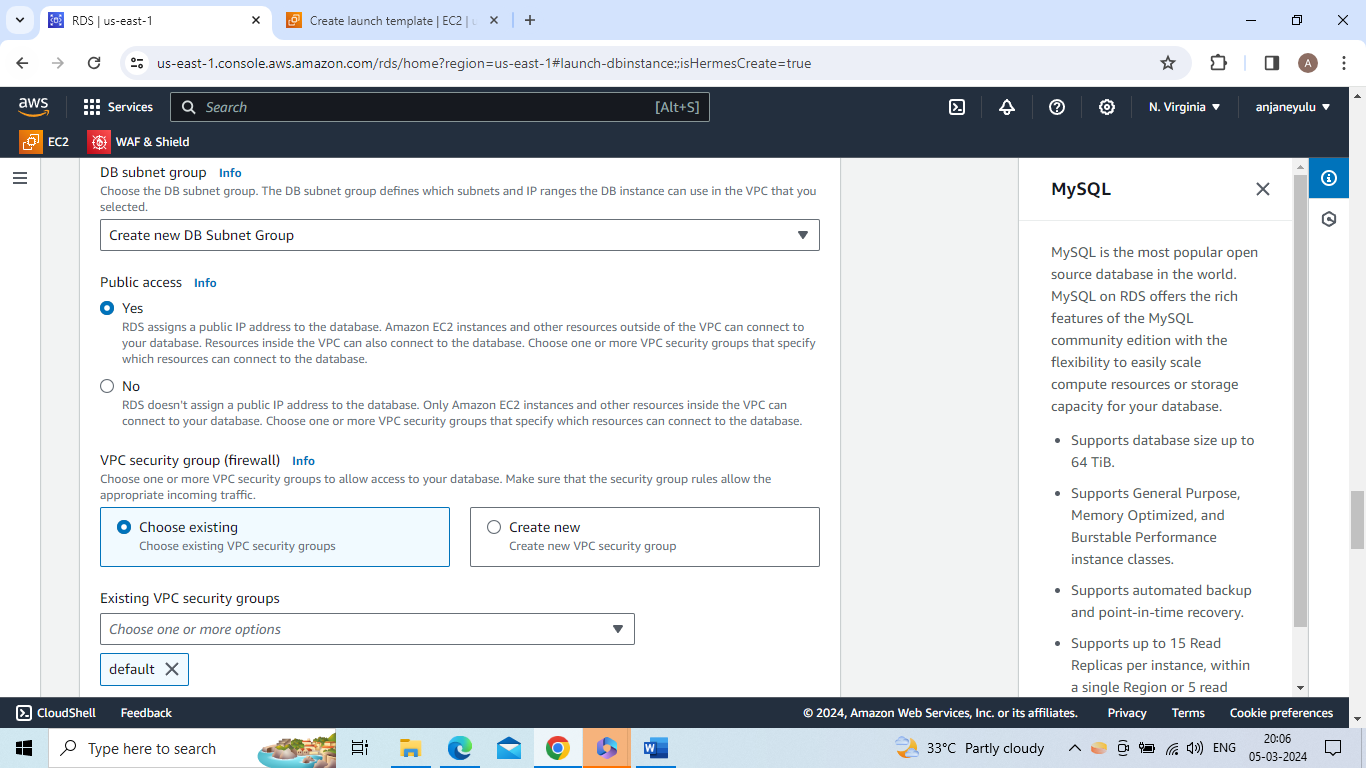 RDS | us-east-1
Create launch template | EC2 | u
us-east-1.console.aws.amazon.com/rds/home?region=us-east-1#launch-dbinstance:;isHermesCreate=true
A
aws
Services
Search
[Alt+S]
N. Virginia
anjaneyulu
EC2
WAF & Shield
DB subnet group Info
Choose the DB subnet group. The DB subnet group defines which subnets and IP ranges the DB instance can use in the VPC that you
selected.
Create new DB Subnet Group
Public access Info
Yes
RDS assigns a public IP address to the database. Amazon EC2 instances and other resources outside of the VPC can connect to
your database. Resources inside the VPC can also connect to the database. Choose one or more VPC security groups that specify
which resources can connect to the database.
No
RDS doesn't assign a public IP address to the database. Only Amazon EC2 instances and other resources inside the VPC can
connect to your database. Choose one or more VPC security groups that specify which resources can connect to the database.
VPC security group (firewall) Info
Choose one or more VPC security groups to allow access to your database. Make sure that the security group rules allow the
appropriate incoming traffic.
Choose existing
Choose existing VPC security groups
Create new
Create new VPC security group
Existing VPC security groups
Choose one or more options
default
MySQL
MySQL is the most popular open
source database in the world.
MySQL on RDS offers the rich
features of the MySQL
community edition with the
flexibility to easily scale
compute resources or storage
capacity for your database.
• Supports database size up to
64 TiB.
• Supports General Purpose,
Memory Optimized, and
Burstable Performance
instance classes.
• Supports automated backup
and point-in-time recovery.
• Supports up to 15 Read
Replicas per instance, within
a single Region or 5 read
CloudShell
Feedback
© 2024, Amazon Web Services, Inc. or its affiliates.
Privacy
Terms
Cookie preferences
Type here to search
33°C Partly cloudy
ENG
20:06
05-03-2024